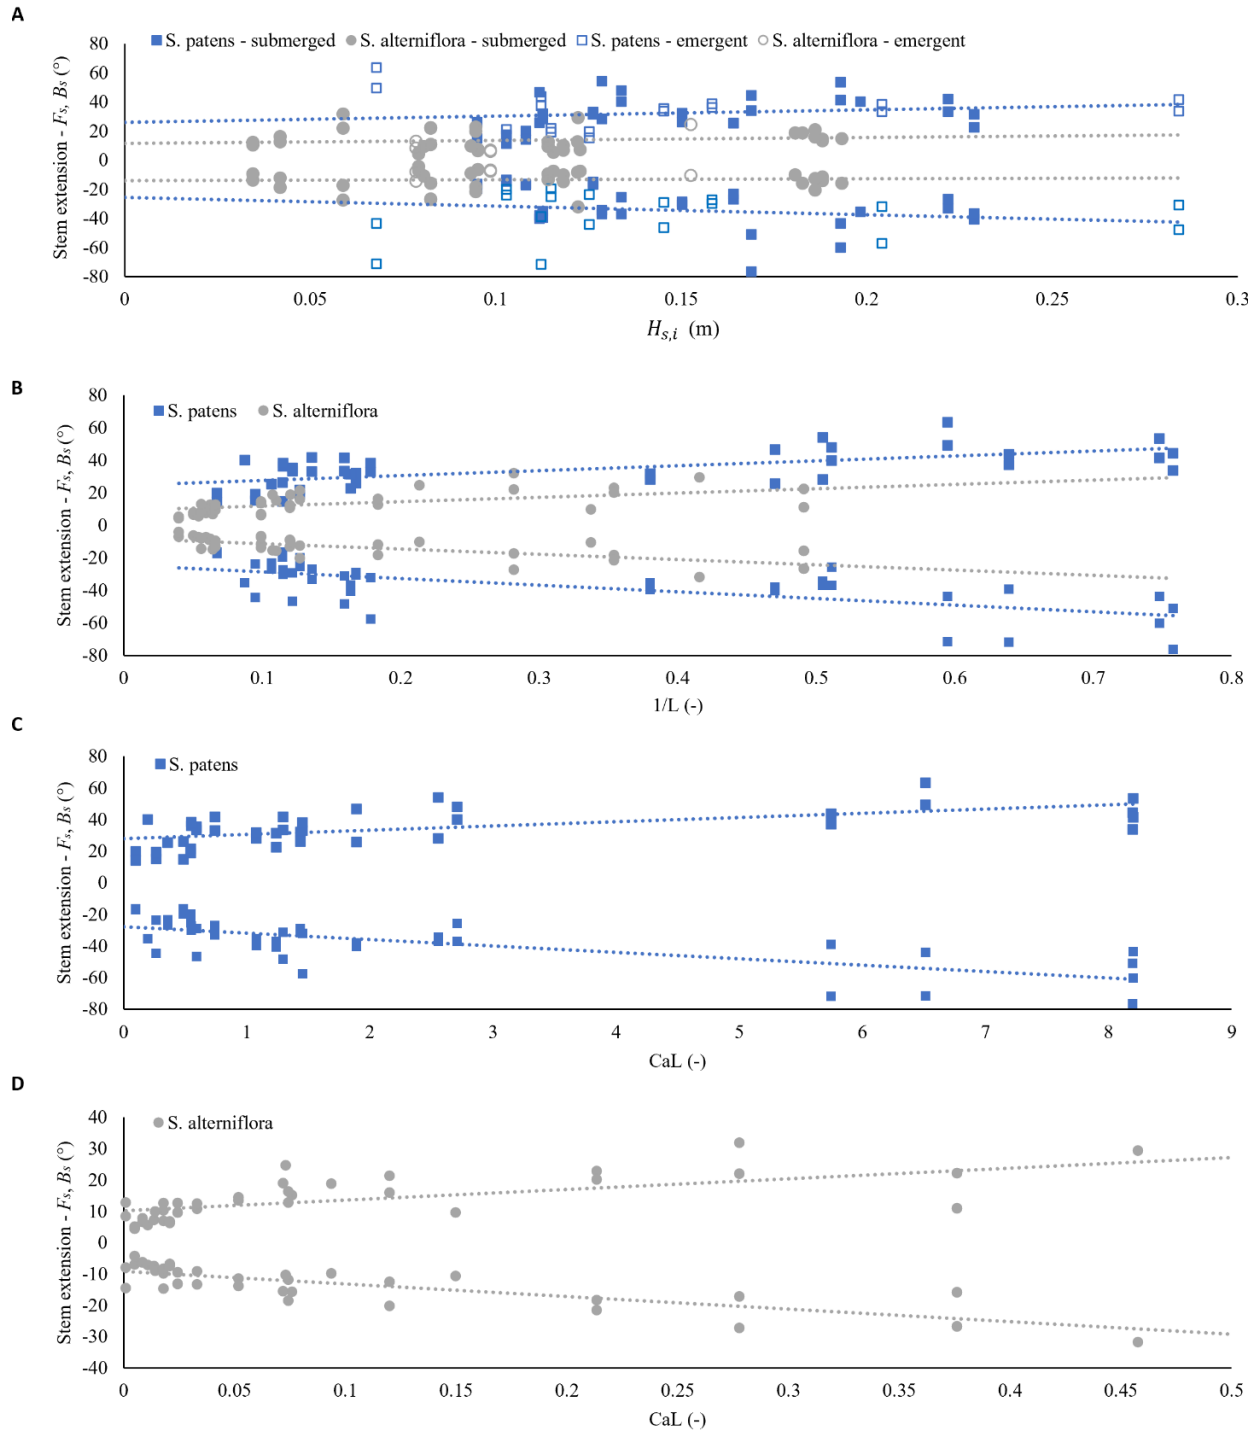 A
S. patens - submerged S. alterniflora - submerged S. patens - emergent S. alterniflora - emergent
Stem extension - Fs, Bs (°)
80
60
40
20
0
-20
-40
-60
-80
0 0.05 0.1 0.15 0.2 0.25 0.3
Hs,i (m)
B
S. patens S. alterniflora
Stem extension - Fs, Bs (°)
80
60
40
20
0
-20
-40
-60
-80
0 0.1 0.2 0.3 0.4 0.5 0.6 0.7 0.8
1/L (-)
C
S. patens
Stem extension - Fs, Bs (°)
80
60
40
20
0
-20
-40
-60
-80
0 1 2 3 4 5 6 7 8 9
CaL (-)
D
S. alterniflora
Stem extension - Fs, Bs (°)
40
30
20
10
0
-10
-20
-30
-40
0 0.05 0.1 0.15 0.2 0.25 0.3 0.35 0.4 0.45 0.5
CaL (-)